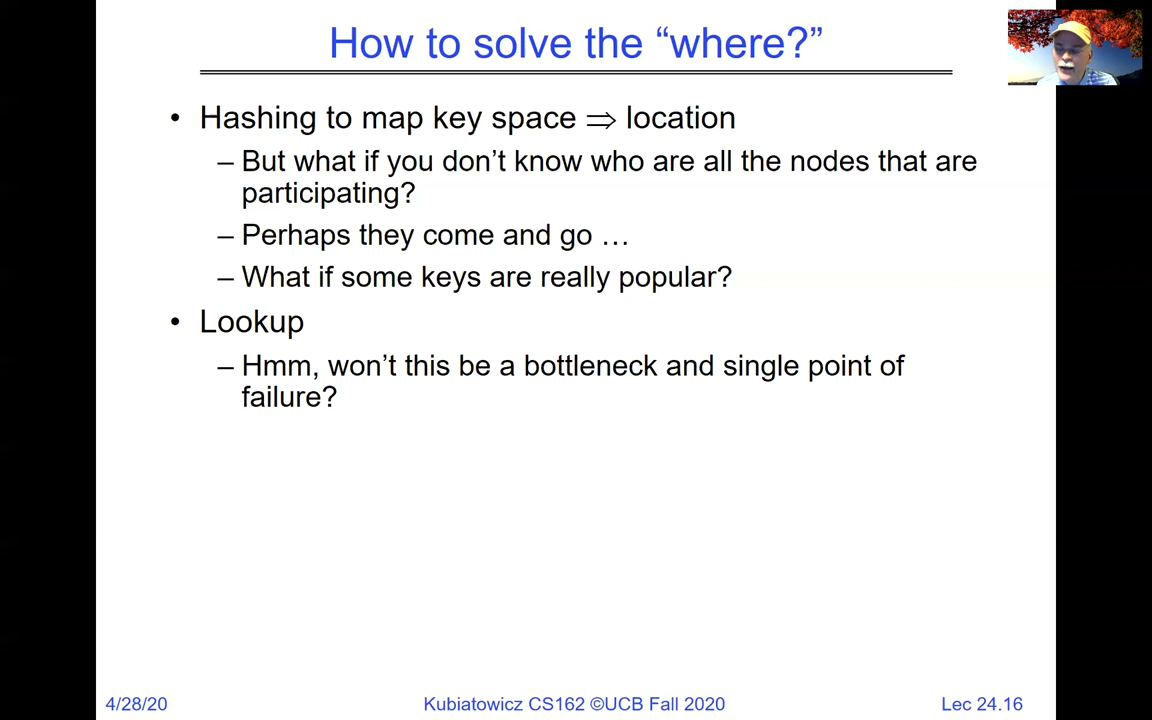 How to solve the “where?”
• Hashing to map key space ⇒ location
– But what if you don’t know who are all the nodes that are
participating?
– Perhaps they come and go …
– What if some keys are really popular?
• Lookup
– Hmm, won’t this be a bottleneck and single point of
failure?
4/28/20 Kubiatowicz CS162 ©UCB Fall 2020 Lec 24.16